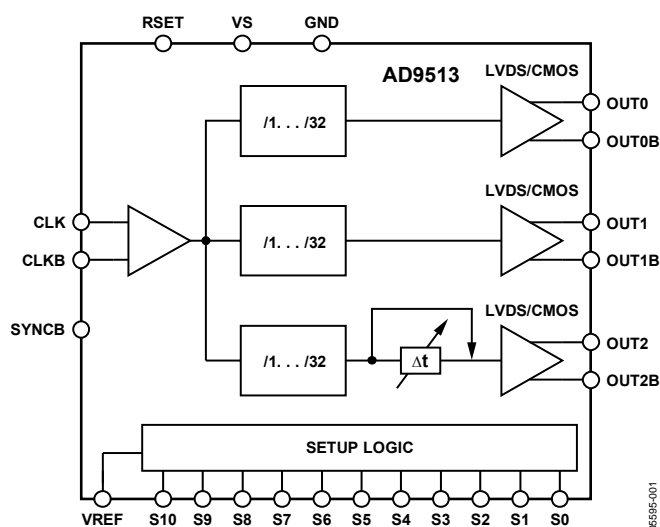 RSET VS GND
AD9513
LVDS/CMOS
/1. . . /32
OUT0
OUT0B
LVDS/CMOS
CLK
/1. . . /32
OUT1
CLKB
OUT1B
SYNCB
LVDS/CMOS
/1. . . /32
Δt
OUT2
OUT2B
SETUP LOGIC
VREF S10 S9 S8 S7 S6 S5 S4 S3 S2 S1 S0